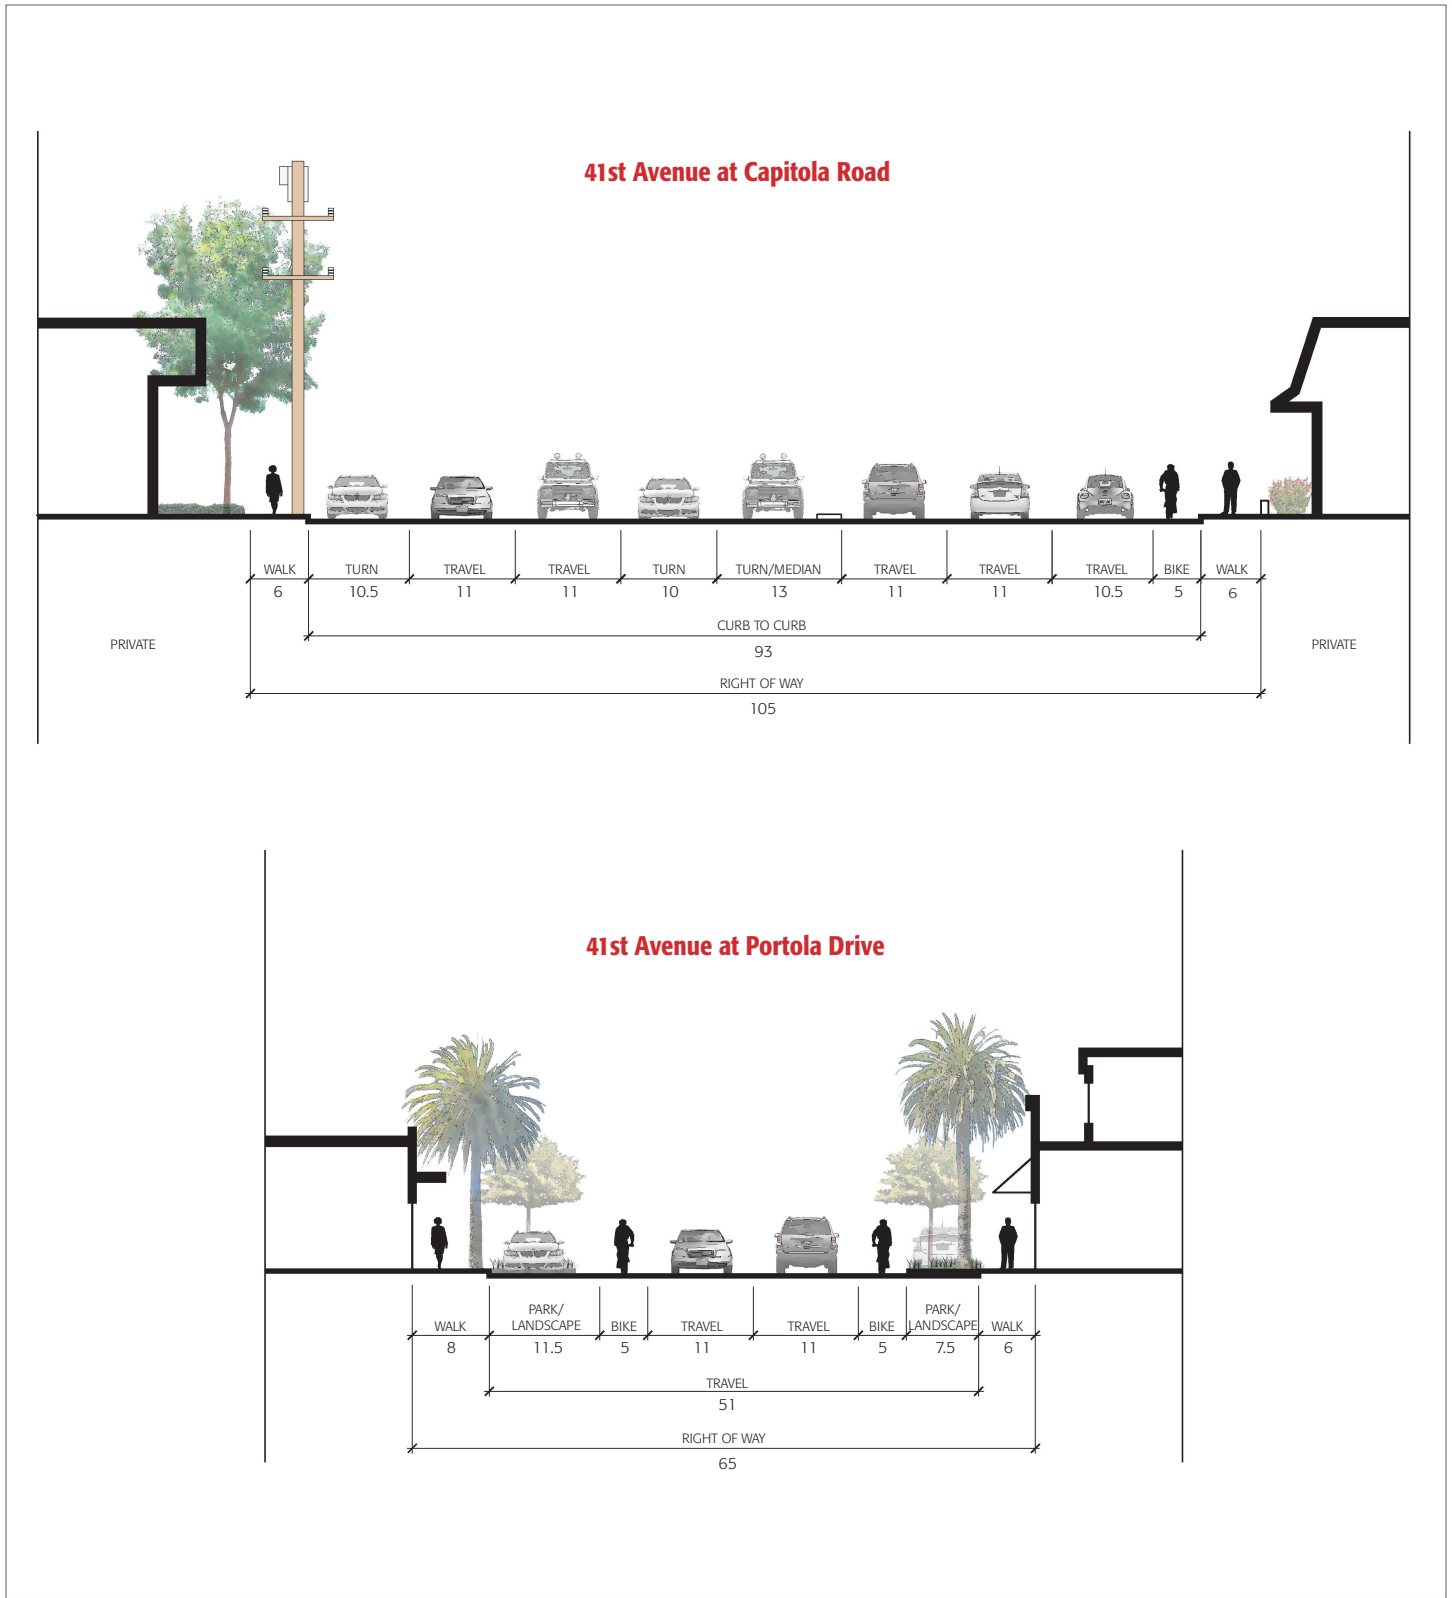 41st Avenue at Capitola Road
WALK TURN TRAVEL TRAVEL TURN TURN/MEDIAN TRAVEL TRAVEL TRAVEL BIKE WALK
6 10.5 11 11 10 13 11 11 10.5 5 6
CURB TO CURB
PRIVATE PRIVATE
93
RIGHT OF WAY
105
41st Avenue at Portola Drive
PARK/ PARK/
WALK LANDSCAPE BIKE TRAVEL TRAVEL BIKE LANDSCAPE WALK
8 11.5 5 11 11 5 7.5 6
TRAVEL
51
RIGHT OF WAY
65